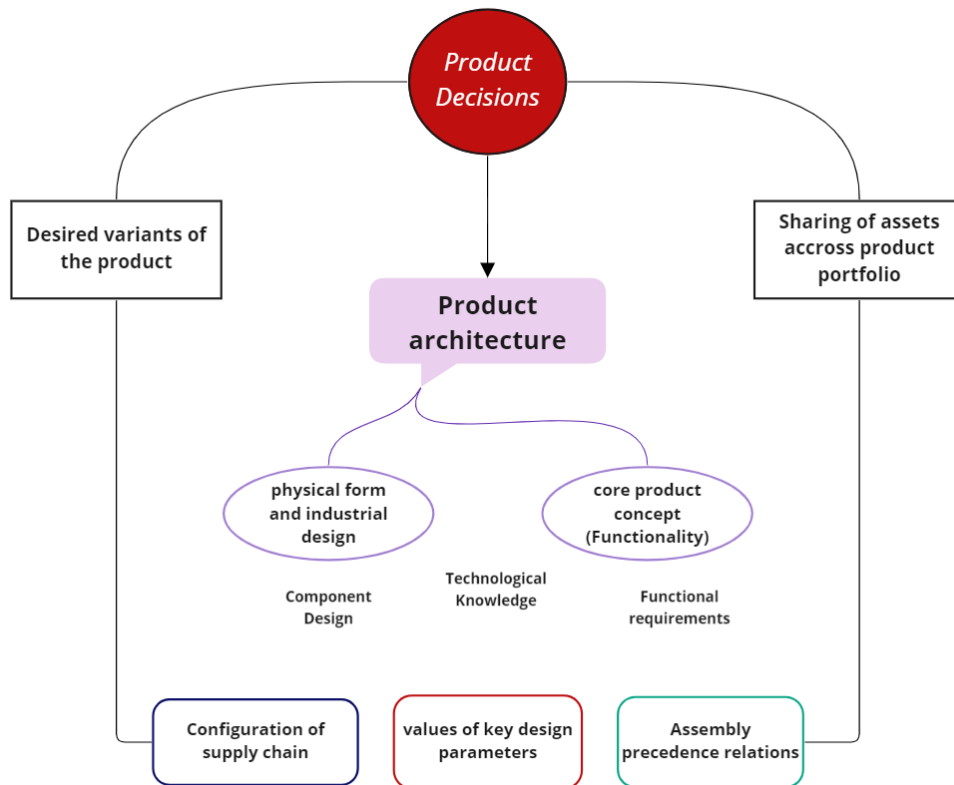 Product
Decisions
Desired variants of
the product
Sharing of assets
accross product
portfolio
Product
architecture
physical form
and industrial
design
core product
concept
(Functionality)
Component
Design
Technological
Knowledge
Functional
requirements
Configuration of
supply chain
values of key design
parameters
Assembly
precedence relations